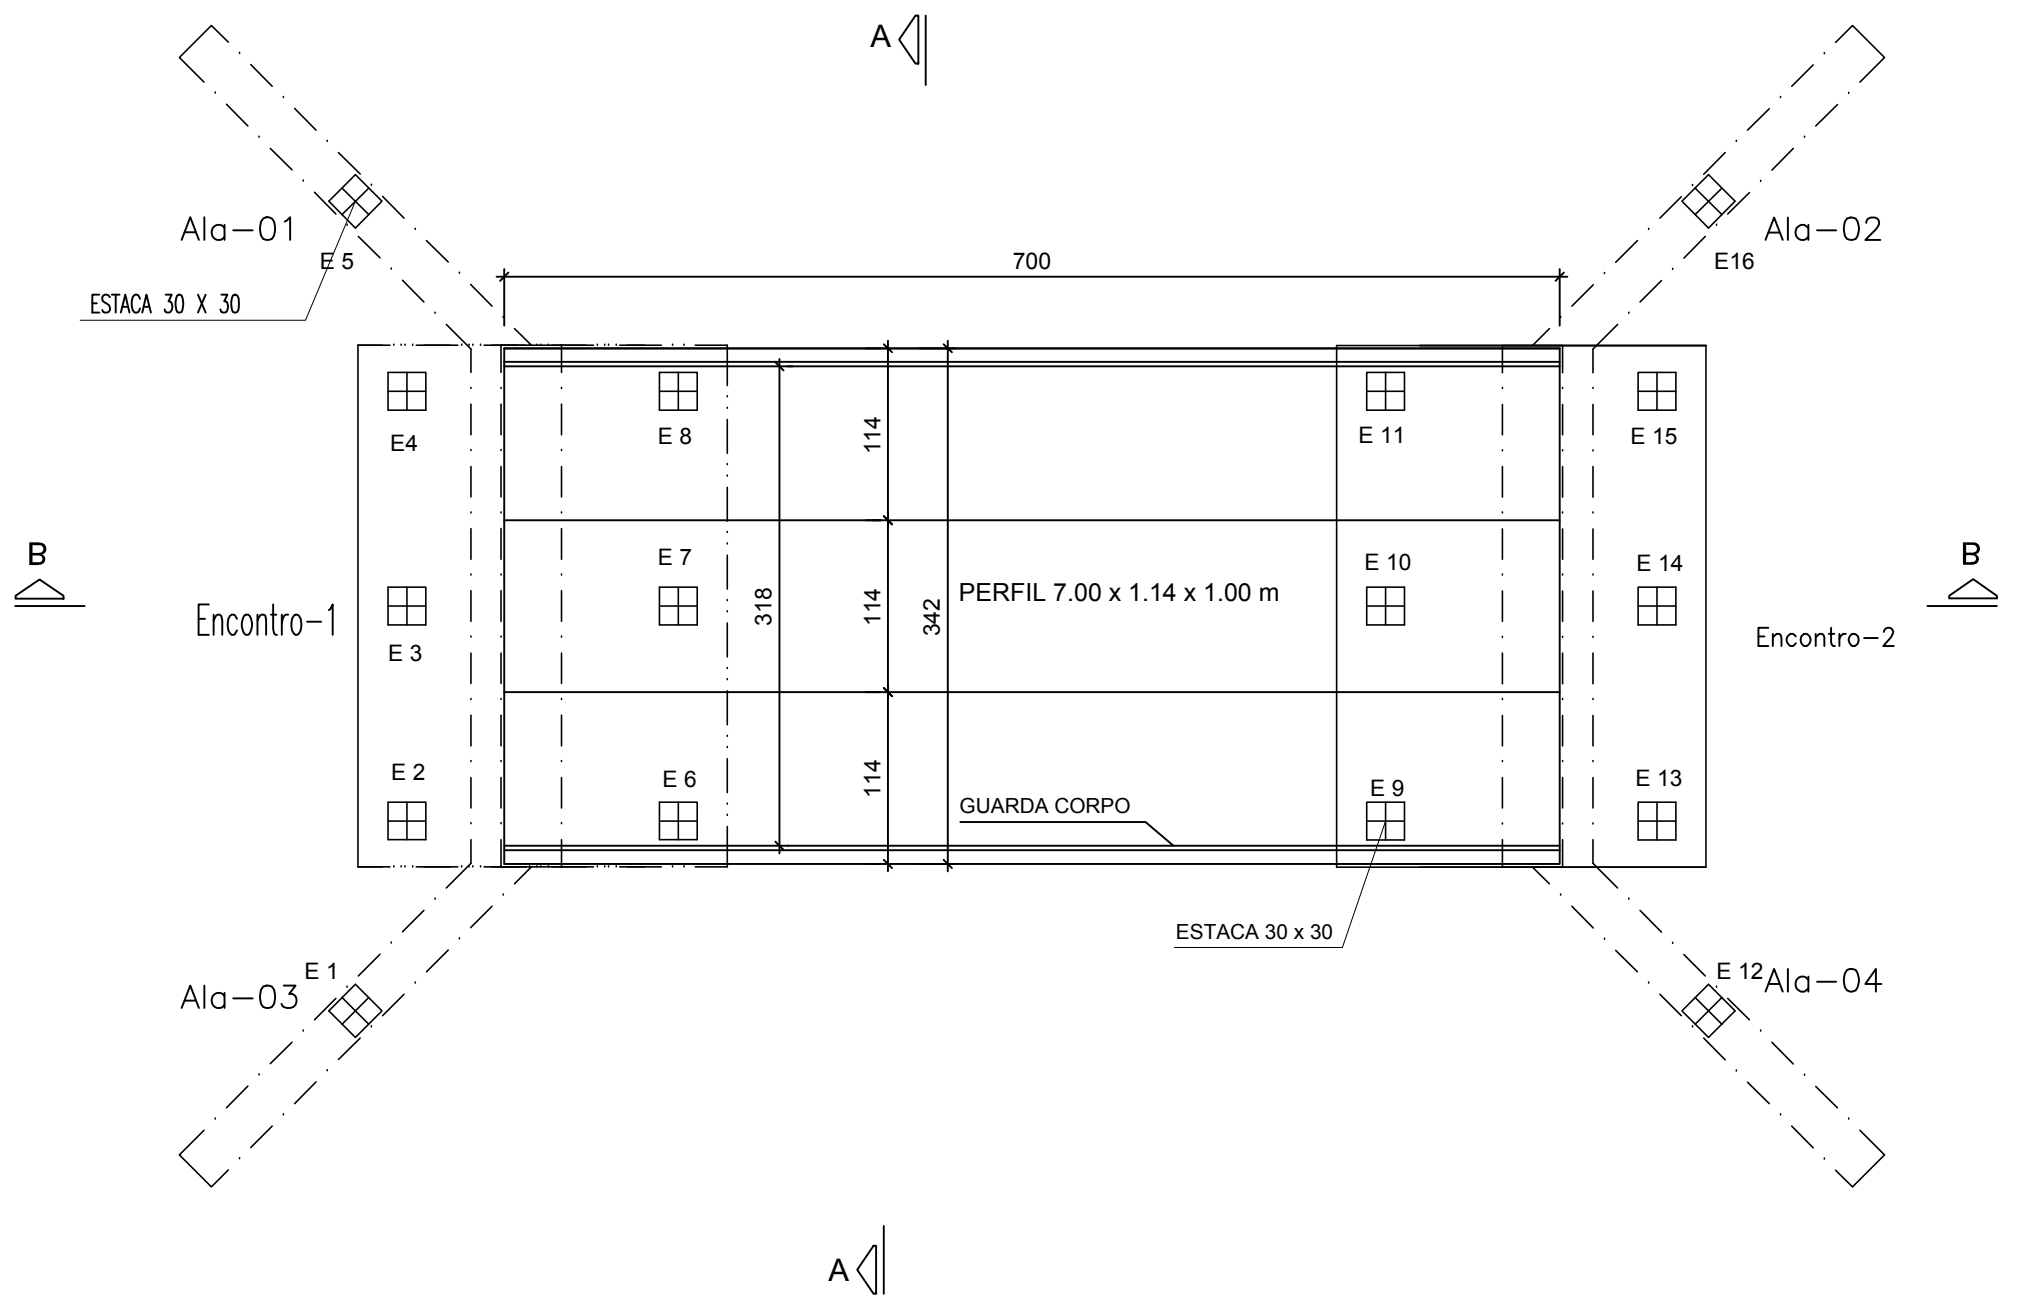 A
Ala-01
E 5
ESTACA 30 X 30
700
Ala-02
E16
E4
E 8
114
E 11
E 15
B
Encontro-1
E 3
E 7
318
114
342
PERFIL 7.00 x 1.14 x 1.00 m
E 10
E 14
B
Encontro-2
E 2
E 6
114
GUARDA CORPO
E 9
E 13
ESTACA 30 x 30
E 1
Ala-03
E 12
Ala-04
A